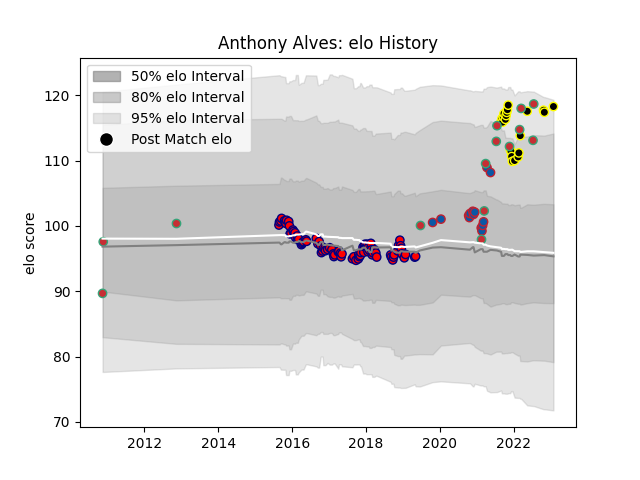 Anthony Alves: elo History
50% elo Interval
80% elo Interval
95% elo Interval
Post Match elo
elo score
120
110
100
90
80
70
2012
2014
2016
2018
2020
2022